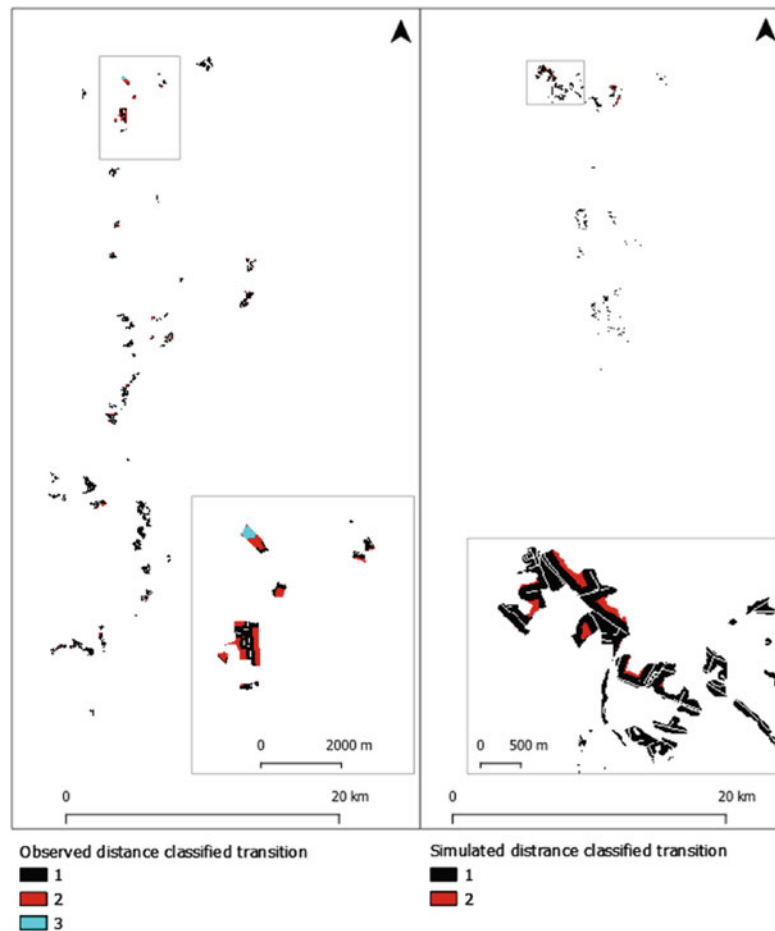 0 2000 m
0 500 m
0 20 km
0 20 km
Observed distance classified transition
1
2
3
Simulated distrance classified transition
1
2